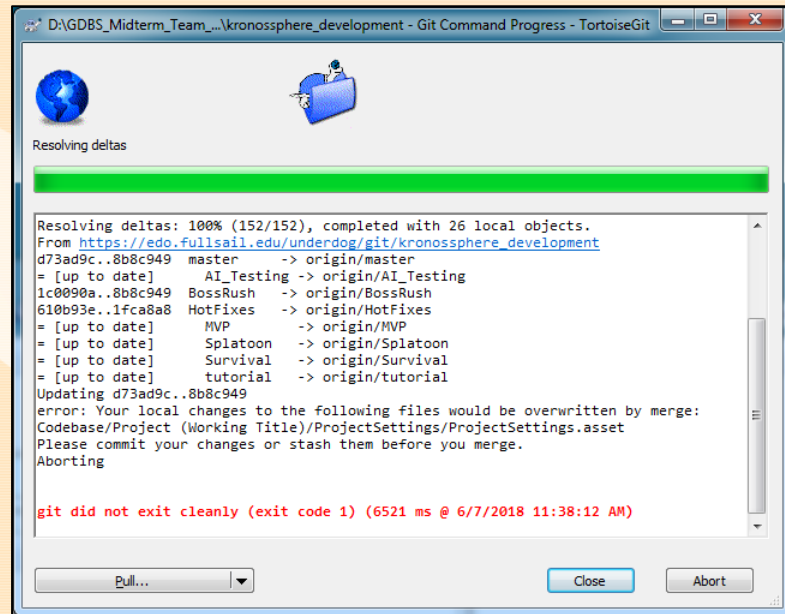 D:\GDBS_Midterm_Team_...\kronossphere_development - Git Command Progress - TortoiseGit
Resolving deltas
Resolving deltas: 100% (152/152), completed with 26 local objects.
From https://edo.fullsail.edu/underdog/git/kronossphere_development
d73ad9c..8b8c949  master     -> origin/master
= [up to date]      AI_Testing -> origin/AI_Testing
1c0090a..8b8c949  BossRush   -> origin/BossRush
610b93e..1fca8a8  HotFixes   -> origin/HotFixes
= [up to date]      MVP        -> origin/MVP
= [up to date]      Splatoon   -> origin/Splatoon
= [up to date]      Survival   -> origin/Survival
= [up to date]      tutorial   -> origin/tutorial
Updating d73ad9c..8b8c949
error: Your local changes to the following files would be overwritten by merge:
Codebase/Project (Working Title)/ProjectSettings/ProjectSettings.asset
Please commit your changes or stash them before you merge.
Aborting
git did not exit cleanly (exit code 1) (6521 ms @ 6/7/2018 11:38:12 AM)
Pull... Close Abort